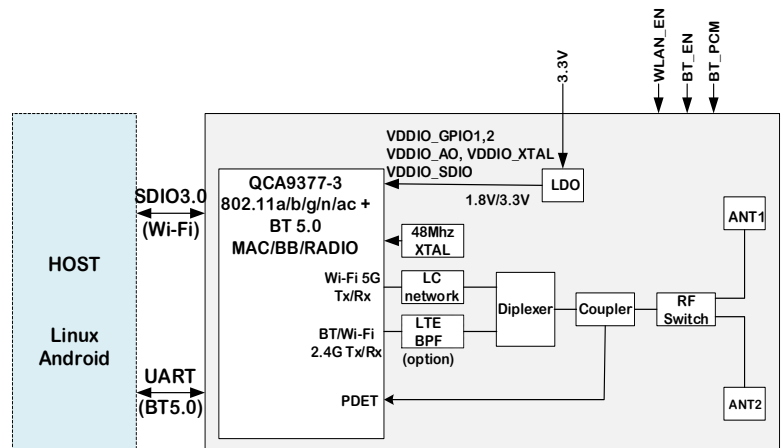 3.3V
WLAN_EN
BT_EN
BT_PCM
VDDIO_GPIO1,2
VDDIO_AO, VDDIO_XTAL
VDDIO_SDIO
LDO
1.8V/3.3V
QCA9377-3
802.11a/b/g/n/ac +
BT 5.0
MAC/BB/RADIO
SDIO3.0
(Wi-Fi)
HOST
Linux
Android
UART
(BT5.0)
48Mhz
XTAL
Wi-Fi 5G
Tx/Rx
LC
network
BT/Wi-Fi
2.4G Tx/Rx
LTE
BPF
(option)
PDET
Diplexer
Coupler
RF
Switch
ANT1
ANT2